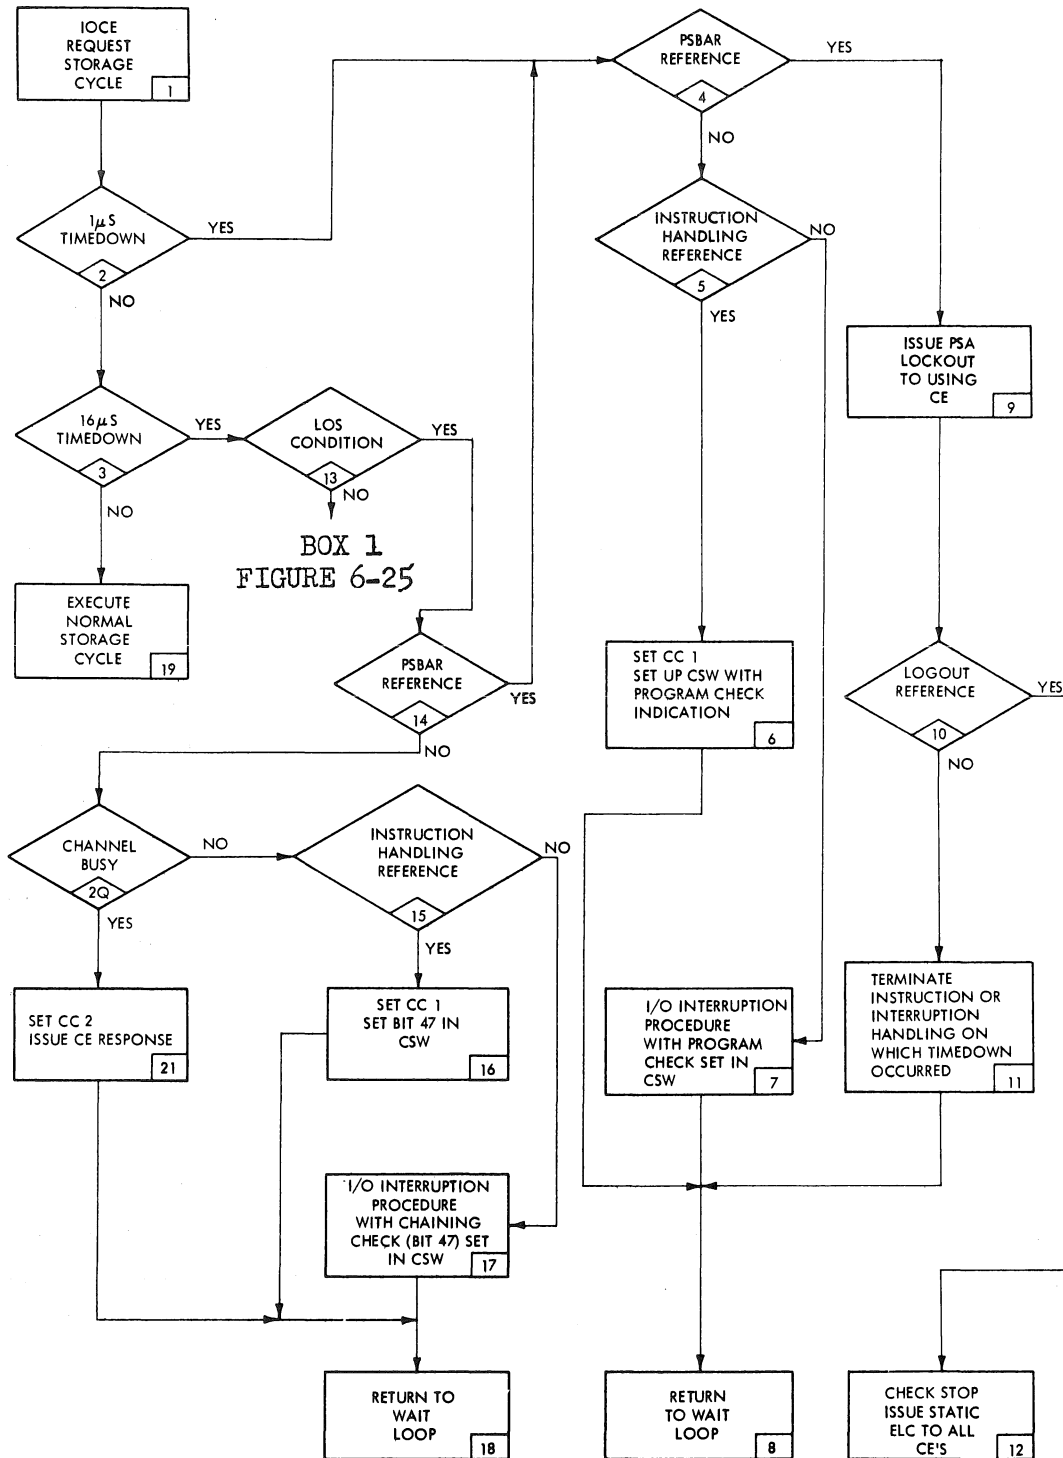 IOCE
REQUEST
STORAGE
CYCLE
1
1μS
TIMEDOWN
2
YES
NO
16μS
TIMEDOWN
3
YES
NO
LOS
CONDITION
13
YES
NO
BOX 1
FIGURE 6-25
EXECUTE
NORMAL
STORAGE
CYCLE
19
PSBAR
REFERENCE
14
YES
NO
CHANNEL
BUSY
2Q
NO
YES
INSTRUCTION
HANDLING
REFERENCE
15
NO
YES
SET CC 2
ISSUE CE RESPONSE
21
SET CC 1
SET BIT 47 IN
CSW
16
I/O INTERRUPTION
PROCEDURE
WITH CHAINING
CHECK (BIT 47) SET
IN CSW
17
RETURN TO
WAIT
LOOP
18
PSBAR
REFERENCE
4
YES
NO
INSTRUCTION
HANDLING
REFERENCE
5
NO
YES
SET CC 1
SET UP CSW WITH
PROGRAM CHECK
INDICATION
6
I/O INTERRUPTION
PROCEDURE
WITH PROGRAM
CHECK SET IN
CSW
7
RETURN
TO WAIT
LOOP
8
ISSUE PSA
LOCKOUT
TO USING
CE
9
LOGOUT
REFERENCE
10
YES
NO
TERMINATE
INSTRUCTION OR
INTERRUPTION
HANDLING ON
WHICH TIMEDOWN
OCCURRED
11
CHECK STOP
ISSUE STATIC
ELC TO ALL
CE'S
12